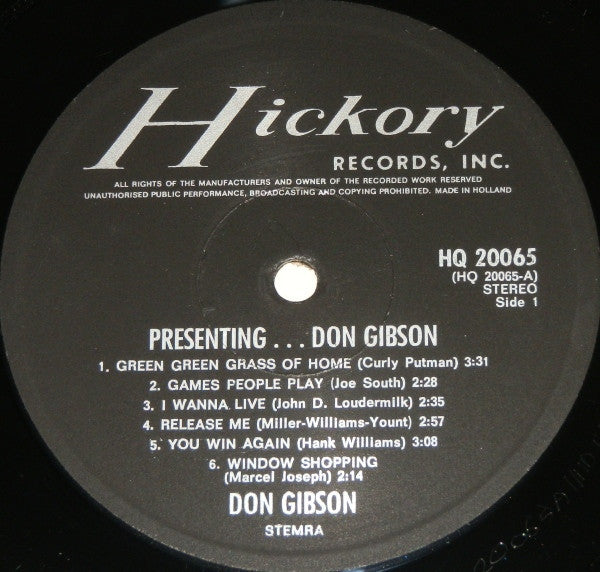 Hickory
RECORDS, INC.
ALL RIGHTS OF THE MANUFACTURERS AND OWNER OF THE RECORDED WORK RESERVED
UNAUTHORISED PUBLIC PERFORMANCE, BROADCASTING AND COPYING PROHIBITED. MADE IN HOLLAND
HQ 20065
(HQ 20065-A)
STEREO
Side 1
PRESENTING . . . DON GIBSON
1. GREEN GREEN GRASS OF HOME (Curly Putman) 3:31
2. GAMES PEOPLE PLAY (Joe South) 2:28
3. I WANNA LIVE (John D. Loudermilk) 2:35
4. RELEASE ME (Miller-Williams-Yount) 2:57
5. YOU WIN AGAIN (Hank Williams) 3:08
6. WINDOW SHOPPING
(Marcel Joseph) 2:14
DON GIBSON
STEMRA